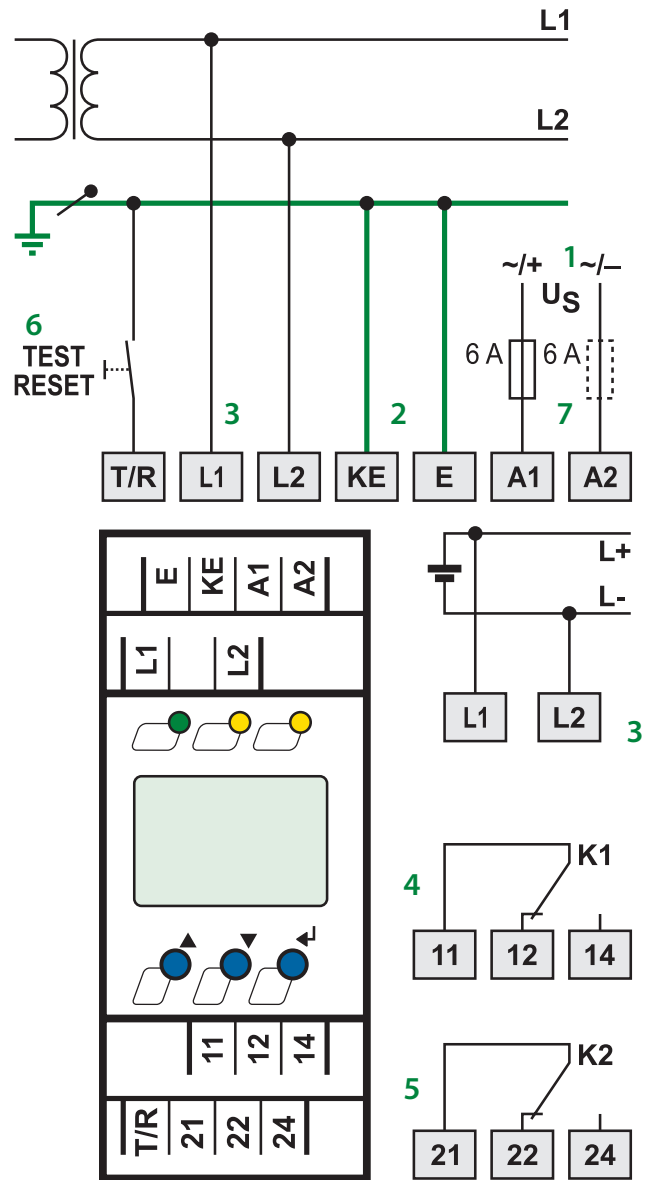 L1
L2
~/+ 1 ~/–
US
6 A 6 A
6
TEST
RESET
3 2 7
T/R L1 L2 KE E A1 A2
E KE A1 A2
L1 L2
L+
L-
L1 L2 3
K1
4
11 12 14
11 12 14
K2
5
T/R 21 22 24
21 22 24